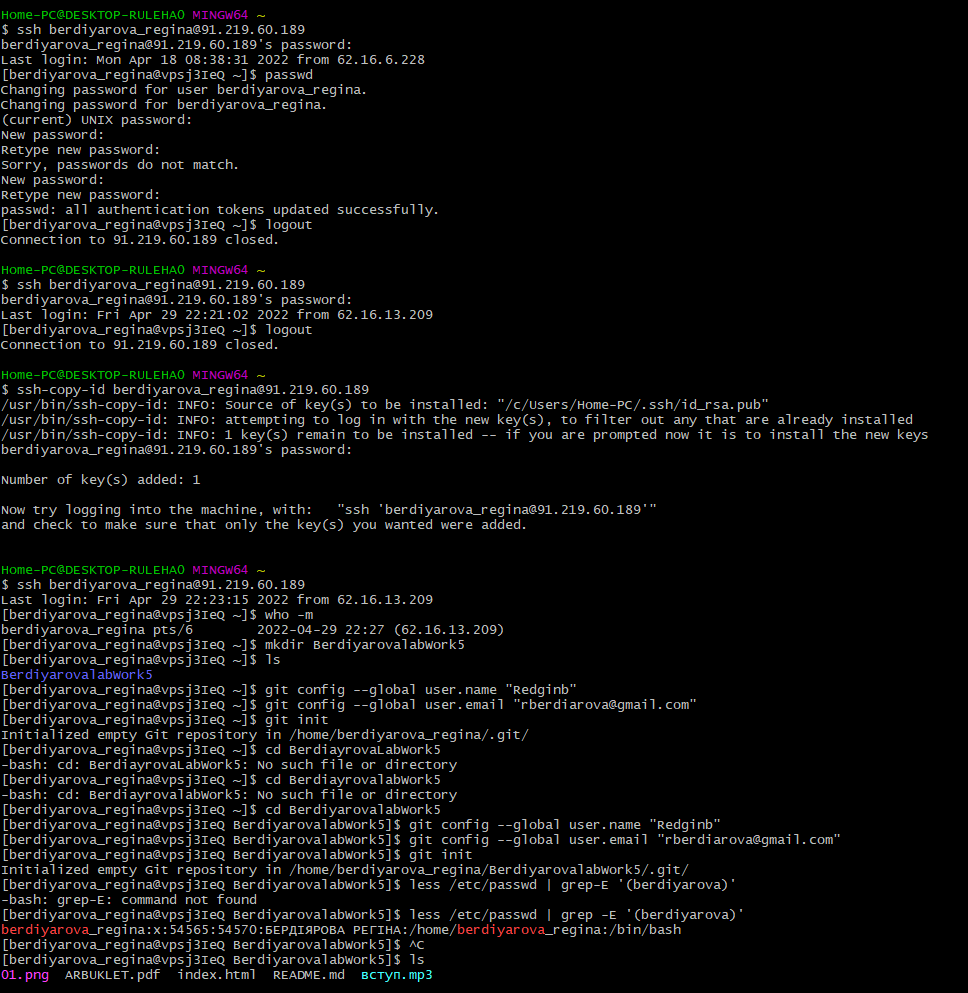 Home-PC@DESKTOP-RULEHAO MINGW64 ~
$ ssh berdiyarova_regina@91.219.60.189
berdiyarova_regina@91.219.60.189's password:
Last login: Mon Apr 18 08:38:31 2022 from 62.16.6.228
[berdiyarova_regina@vpsj3IeQ ~]$ passwd
Changing password for user berdiyarova_regina.
Changing password for berdiyarova_regina.
(current) UNIX password:
New password:
Retype new password:
Sorry, passwords do not match.
New password:
Retype new password:
passwd: all authentication tokens updated successfully.
[berdiyarova_regina@vpsj3IeQ ~]$ logout
Connection to 91.219.60.189 closed.
Home-PC@DESKTOP-RULEHAO MINGW64 ~
$ ssh berdiyarova_regina@91.219.60.189
berdiyarova_regina@91.219.60.189's password:
Last login: Fri Apr 29 22:21:02 2022 from 62.16.13.209
[berdiyarova_regina@vpsj3IeQ ~]$ logout
Connection to 91.219.60.189 closed.
Home-PC@DESKTOP-RULEHAO MINGW64 ~
$ ssh-copy-id berdiyarova_regina@91.219.60.189
/usr/bin/ssh-copy-id: INFO: Source of key(s) to be installed: "/c/Users/Home-PC/.ssh/id_rsa.pub"
/usr/bin/ssh-copy-id: INFO: attempting to log in with the new key(s), to filter out any that are already installed
/usr/bin/ssh-copy-id: INFO: 1 key(s) remain to be installed -- if you are prompted now it is to install the new keys
berdiyarova_regina@91.219.60.189's password:
Number of key(s) added: 1
Now try logging into the machine, with:   "ssh 'berdiyarova_regina@91.219.60.189'"
and check to make sure that only the key(s) you wanted were added.
Home-PC@DESKTOP-RULEHAO MINGW64 ~
$ ssh berdiyarova_regina@91.219.60.189
Last login: Fri Apr 29 22:23:15 2022 from 62.16.13.209
[berdiyarova_regina@vpsj3IeQ ~]$ who -m
berdiyarova_regina pts/6        2022-04-29 22:27 (62.16.13.209)
[berdiyarova_regina@vpsj3IeQ ~]$ mkdir BerdiyarovalabWork5
[berdiyarova_regina@vpsj3IeQ ~]$ ls
BerdiyarovalabWork5
[berdiyarova_regina@vpsj3IeQ ~]$ git config --global user.name "Redginb"
[berdiyarova_regina@vpsj3IeQ ~]$ git config --global user.email "rberdiarova@gmail.com"
[berdiyarova_regina@vpsj3IeQ ~]$ git init
Initialized empty Git repository in /home/berdiyarova_regina/.git/
[berdiyarova_regina@vpsj3IeQ ~]$ cd BerdiayrovaLabWork5
-bash: cd: BerdiayrovaLabWork5: No such file or directory
[berdiyarova_regina@vpsj3IeQ ~]$ cd BerdiayrovalabWork5
-bash: cd: BerdiayrovalabWork5: No such file or directory
[berdiyarova_regina@vpsj3IeQ ~]$ cd BerdiyarovalabWork5
[berdiyarova_regina@vpsj3IeQ BerdiyarovalabWork5]$ git config --global user.name "Redginb"
[berdiyarova_regina@vpsj3IeQ BerdiyarovalabWork5]$ git config --global user.email "rberdiarova@gmail.com"
[berdiyarova_regina@vpsj3IeQ BerdiyarovalabWork5]$ git init
Initialized empty Git repository in /home/berdiyarova_regina/BerdiyarovalabWork5/.git/
[berdiyarova_regina@vpsj3IeQ BerdiyarovalabWork5]$ less /etc/passwd | grep-E '(berdiyarova)'
-bash: grep-E: command not found
[berdiyarova_regina@vpsj3IeQ BerdiyarovalabWork5]$ less /etc/passwd | grep -E '(berdiyarova)'
berdiyarova_regina:x:54565:54570:БЕРДІЯРОВА РЕГІНА:/home/berdiyarova_regina:/bin/bash
[berdiyarova_regina@vpsj3IeQ BerdiyarovalabWork5]$ ^C
[berdiyarova_regina@vpsj3IeQ BerdiyarovalabWork5]$ ls
01.png  ARBUKLET.pdf  index.html  README.md  вступ.mp3